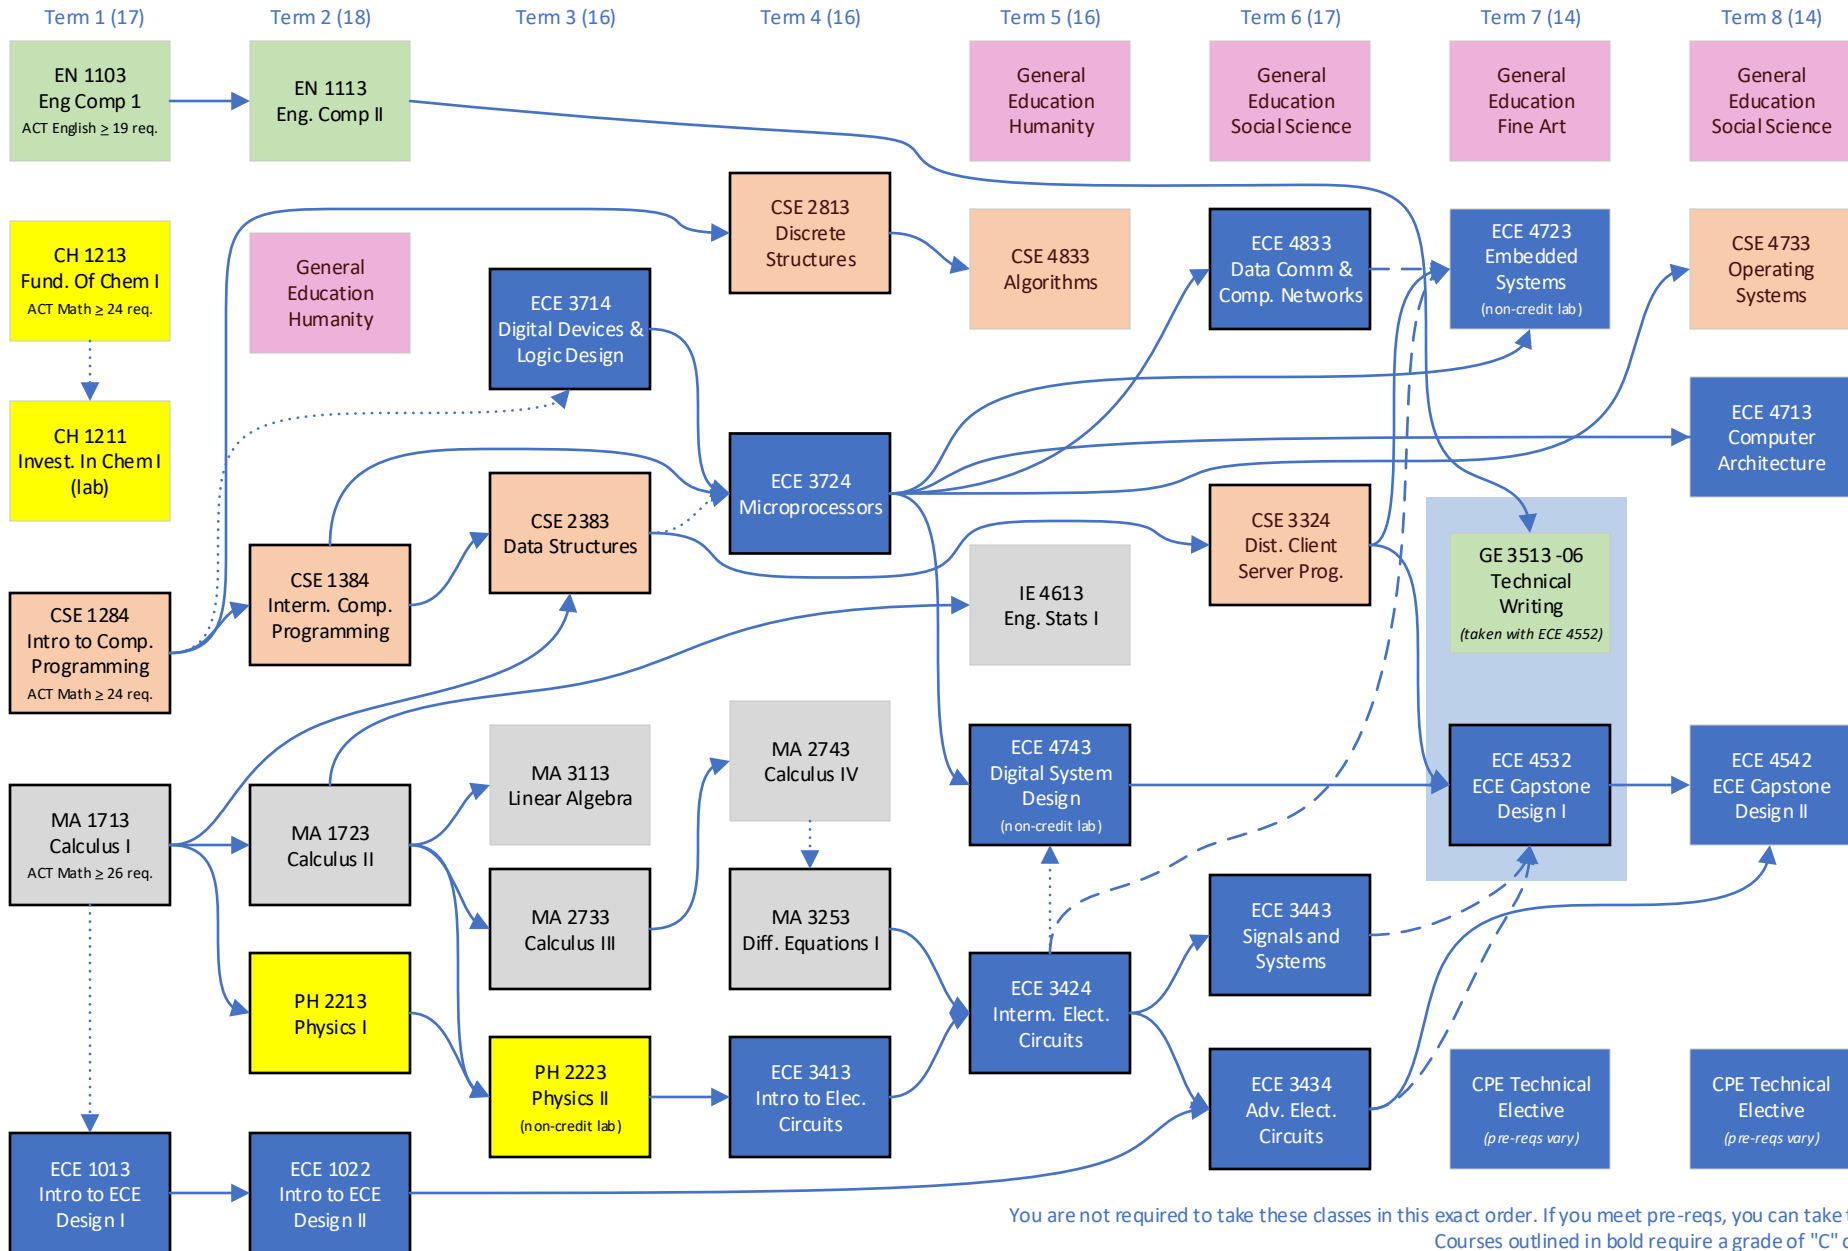 Term 1 (17)
Term 2 (18)
Term 3 (16)
Term 4 (16)
Term 5 (16)
Term 6 (17)
Term 7 (14)
Term 8 (14)
EN 1103
Eng Comp 1
ACT English ≥ 19 req.
EN 1113
Eng. Comp II
General
Education
Humanity
General
Education
Social Science
General
Education
Fine Art
General
Education
Social Science
CH 1213
Fund. Of Chem I
ACT Math ≥ 24 req.
General
Education
Humanity
ECE 3714
Digital Devices &
Logic Design
CSE 2813
Discrete
Structures
CSE 4833
Algorithms
ECE 4833
Data Comm &
Comp. Networks
ECE 4723
Embedded
Systems
(non-credit lab)
CSE 4733
Operating
Systems
CH 1211
Invest. In Chem I
(lab)
ECE 3724
Microprocessors
ECE 4713
Computer
Architecture
CSE 1284
Intro to Comp.
Programming
ACT Math ≥ 24 req.
CSE 1384
Interm. Comp.
Programming
CSE 2383
Data Structures
IE 4613
Eng. Stats I
CSE 3324
Dist. Client
Server Prog.
GE 3513 -06
Technical
Writing
(taken with ECE 4552)
MA 1713
Calculus I
ACT Math ≥ 26 req.
MA 1723
Calculus II
MA 3113
Linear Algebra
MA 2743
Calculus IV
ECE 4743
Digital System
Design
(non-credit lab)
ECE 4532
ECE Capstone
Design I
ECE 4542
ECE Capstone
Design II
MA 2733
Calculus III
MA 3253
Diff. Equations I
ECE 3424
Interm. Elect.
Circuits
ECE 3443
Signals and
Systems
PH 2213
Physics I
PH 2223
Physics II
(non-credit lab)
ECE 3413
Intro to Elec.
Circuits
ECE 3434
Adv. Elect.
Circuits
CPE Technical
Elective
(pre-reqs vary)
CPE Technical
Elective
(pre-reqs vary)
ECE 1013
Intro to ECE
Design I
ECE 1022
Intro to ECE
Design II
You are not required to take these classes in this exact order. If you meet pre-reqs, you can take
Courses outlined in bold require a grade of "C"